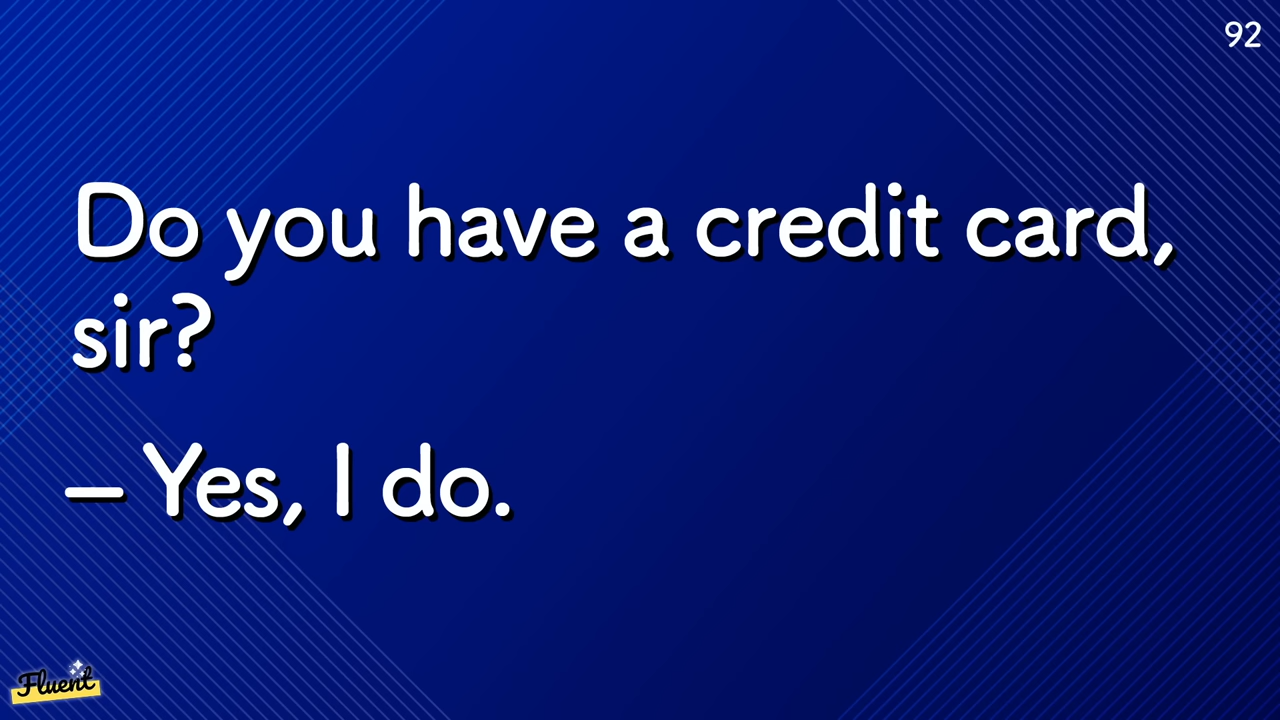 92
Do you have a credit card,
sir?
– Yes, I do.
Fluent